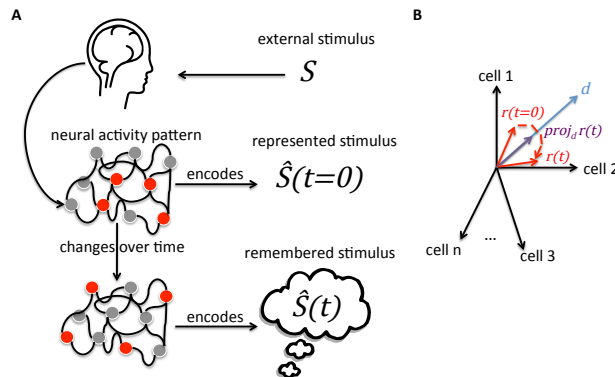 A
external stimulus
S
neural activity pattern
represented stimulus
encodes
Ŝ(t=0)
changes over time
remembered stimulus
encodes
Ŝ(t)
B
cell 1
d
r(t=0)
proj_d r(t)
r(t)
cell 2
cell n
...
cell 3